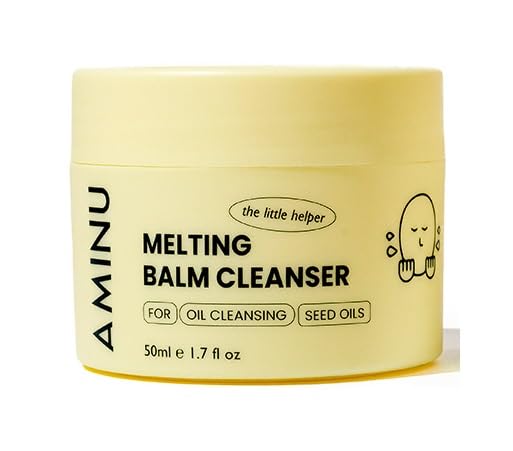 AMINU
the little helper
MELTING
BALM CLEANSER
FOR OIL CLEANSING SEED OILS
50ml e 1.7 fl oz